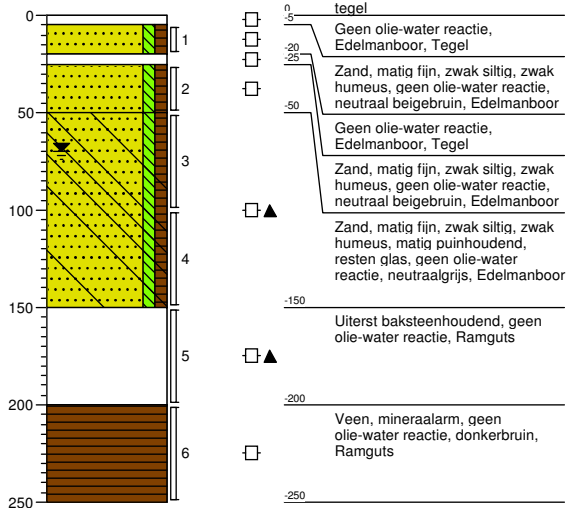 0
50
100
150
200
250
1
2
3
4
5
6
0
tegel
-5
Geen olie-water reactie,
Edelmanboor, Tegel
-20
Zand, matig fijn, zwak siltig, zwak
humeus, geen olie-water reactie,
neutraal beigebruin, Edelmanboor
-25
Geen olie-water reactie,
Edelmanboor, Tegel
-50
Zand, matig fijn, zwak siltig, zwak
humeus, geen olie-water reactie,
neutraal beigebruin, Edelmanboor
Zand, matig fijn, zwak siltig, zwak
humeus, matig puinhoudend,
resten glas, geen olie-water
reactie, neutraalgrijs, Edelmanboor
-150
Uiterst baksteenhoudend, geen
olie-water reactie, Ramguts
-200
Veen, mineraalarm, geen
olie-water reactie, donkerbruin,
Ramguts
-250